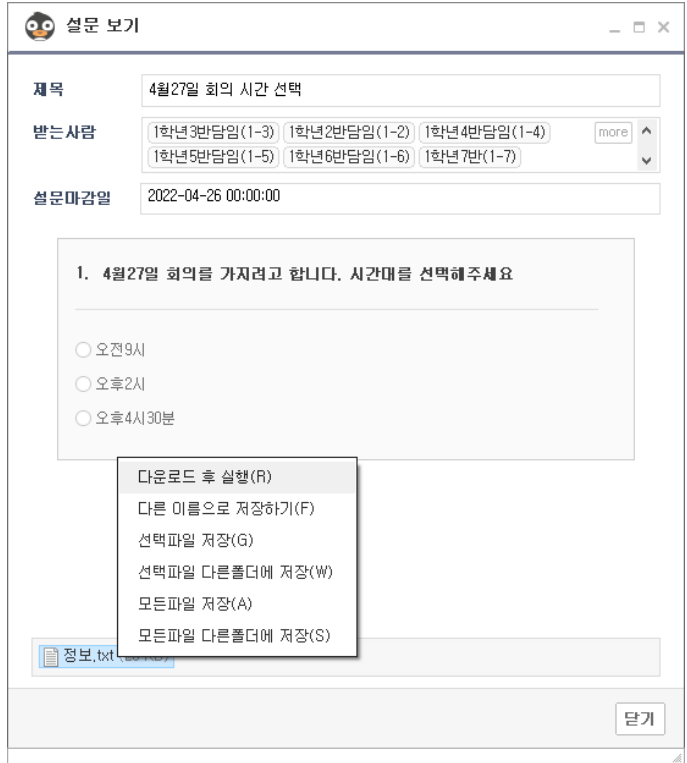 설문 보기
제목 4월27일 회의 시간 선택
받는사람 1학년3반담임(1-3) 1학년2반담임(1-2) 1학년4반담임(1-4) more
1학년5반담임(1-5) 1학년6반담임(1-6) 1학년7반(1-7)
설문마감일 2022-04-26 00:00:00
1. 4월27일 회의를 가지려고 합니다. 시간대를 선택해주세요
오전9시
오후2시
오후4시30분
다운로드 후 실행(R)
다른 이름으로 저장하기(F)
선택파일 저장(G)
선택파일 다른폴더에 저장(W)
모든파일 저장(A)
모든파일 다른폴더에 저장(S)
정보.txt
닫기